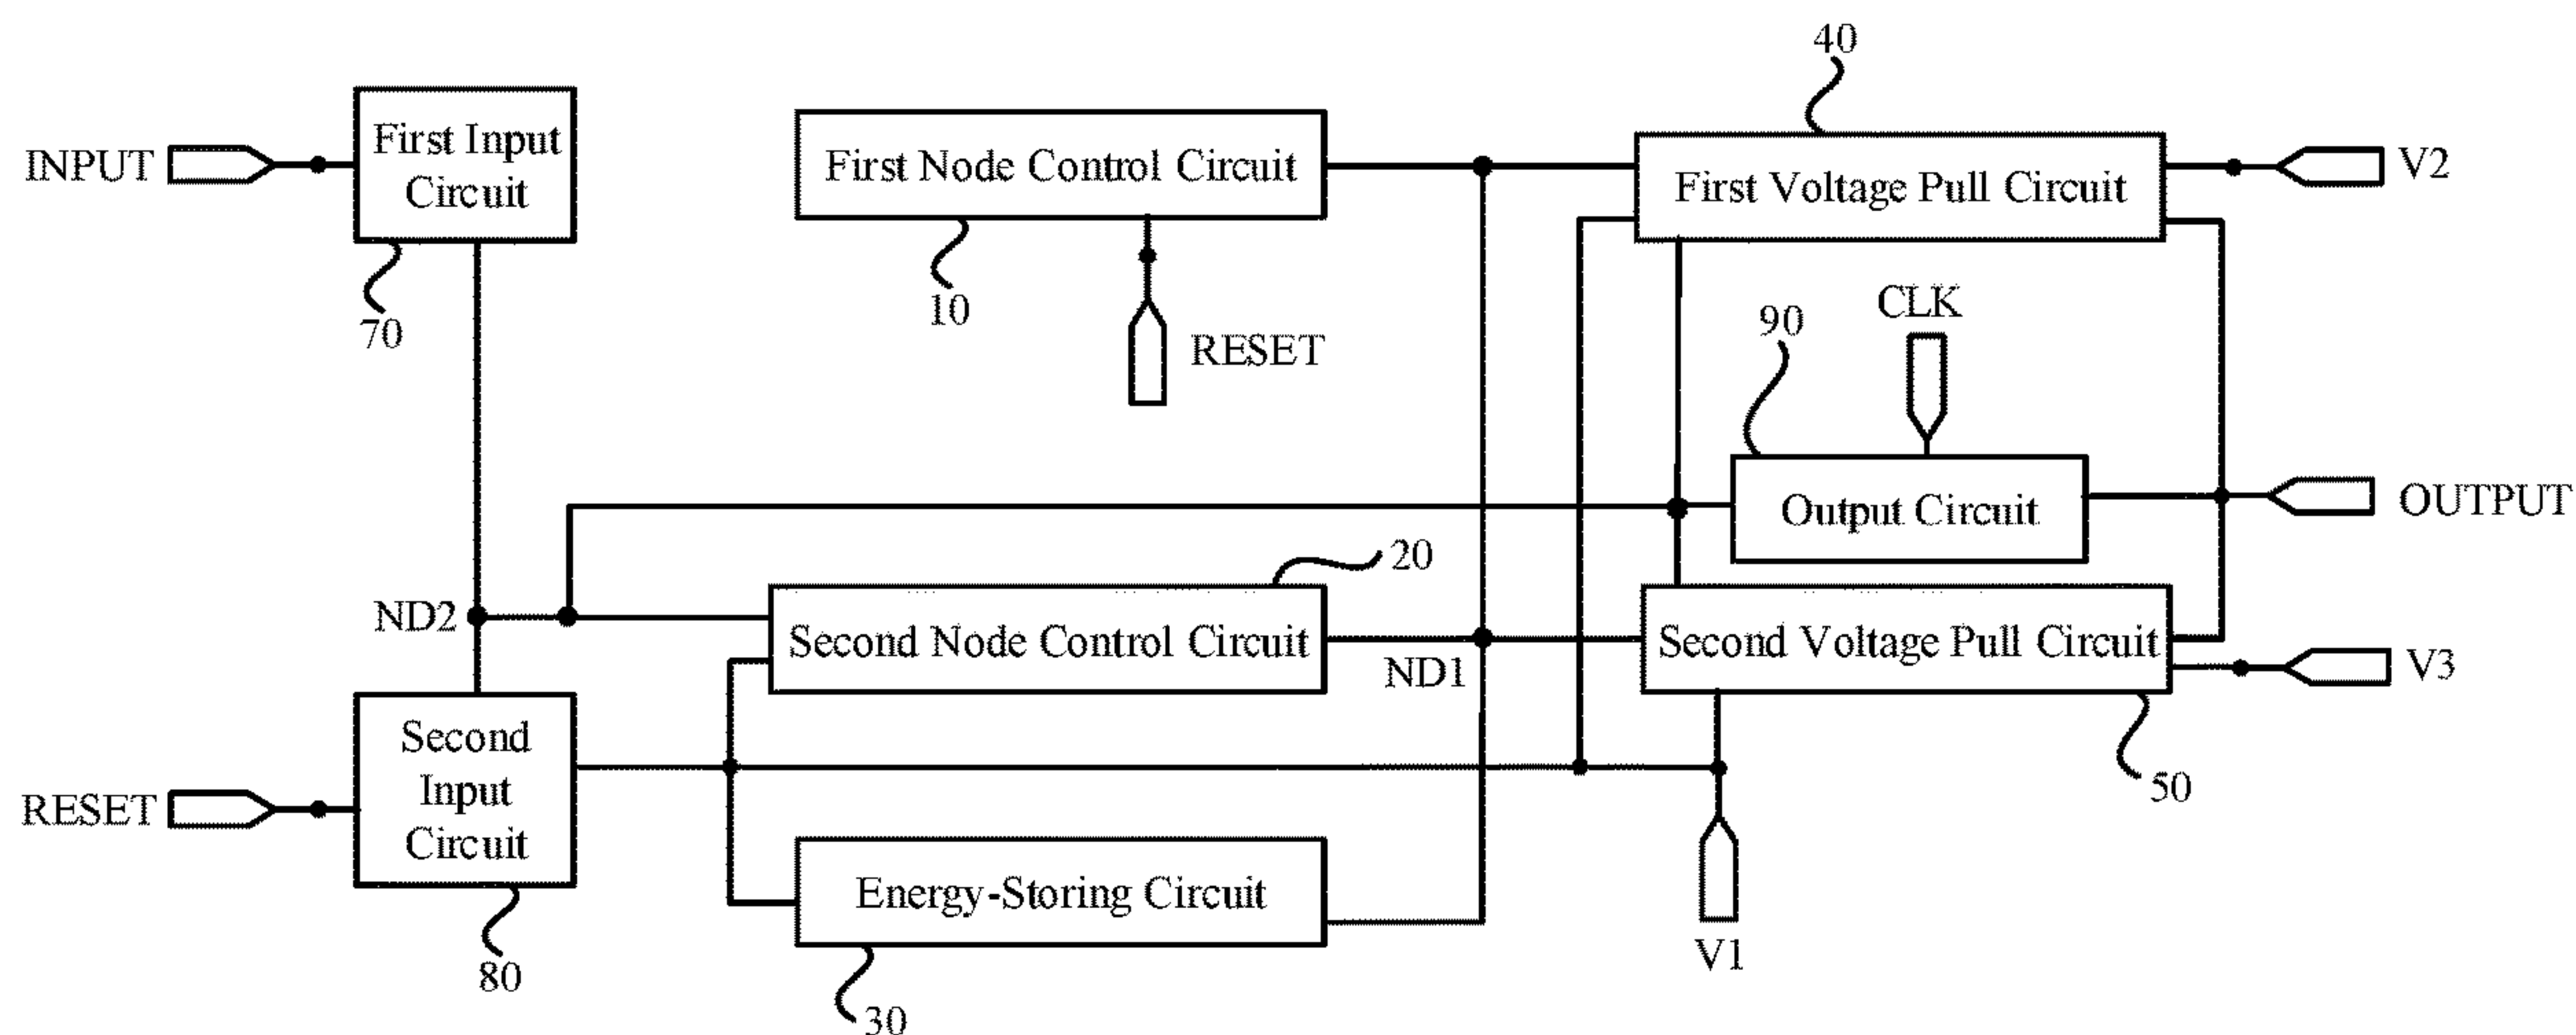 40
INPUT
First Input
Circuit
70
First Node Control Circuit
10
RESET
First Voltage Pull Circuit
V2
CLK
90
Output Circuit
OUTPUT
20
ND2
Second Node Control Circuit
ND1
Second Voltage Pull Circuit
V3
50
RESET
Second
Input
Circuit
80
Energy-Storing Circuit
30
V1